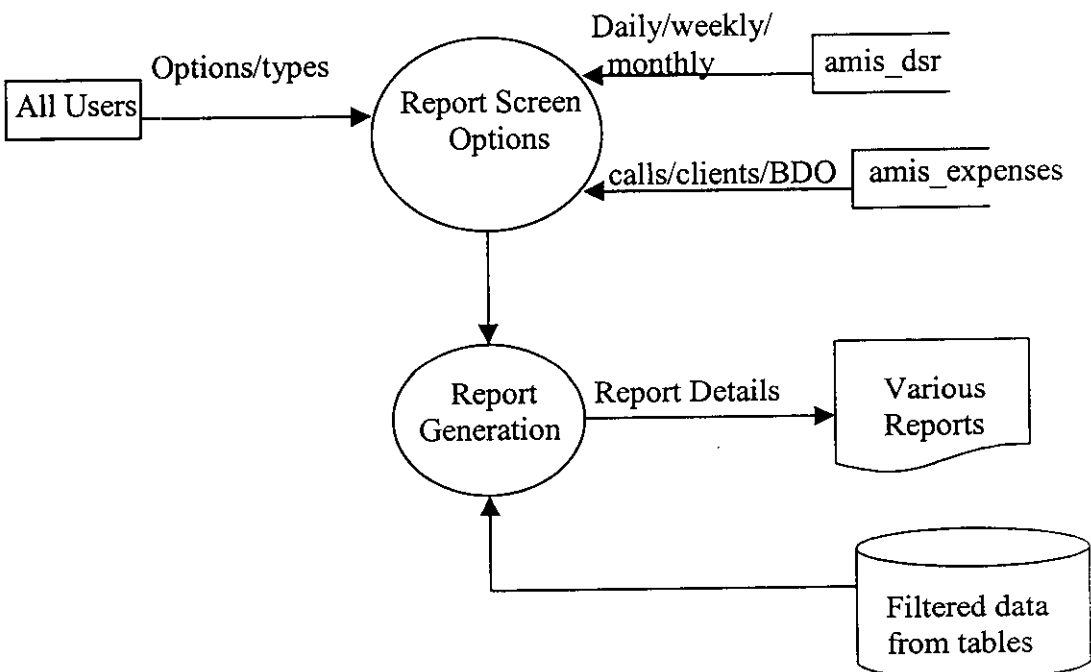 Options/types
All Users
Report Screen
Options
Daily/weekly/
monthly
amis_dsr
calls/clients/BDO
amis_expenses
Report
Generation
Report Details
Various
Reports
Filtered data
from tables